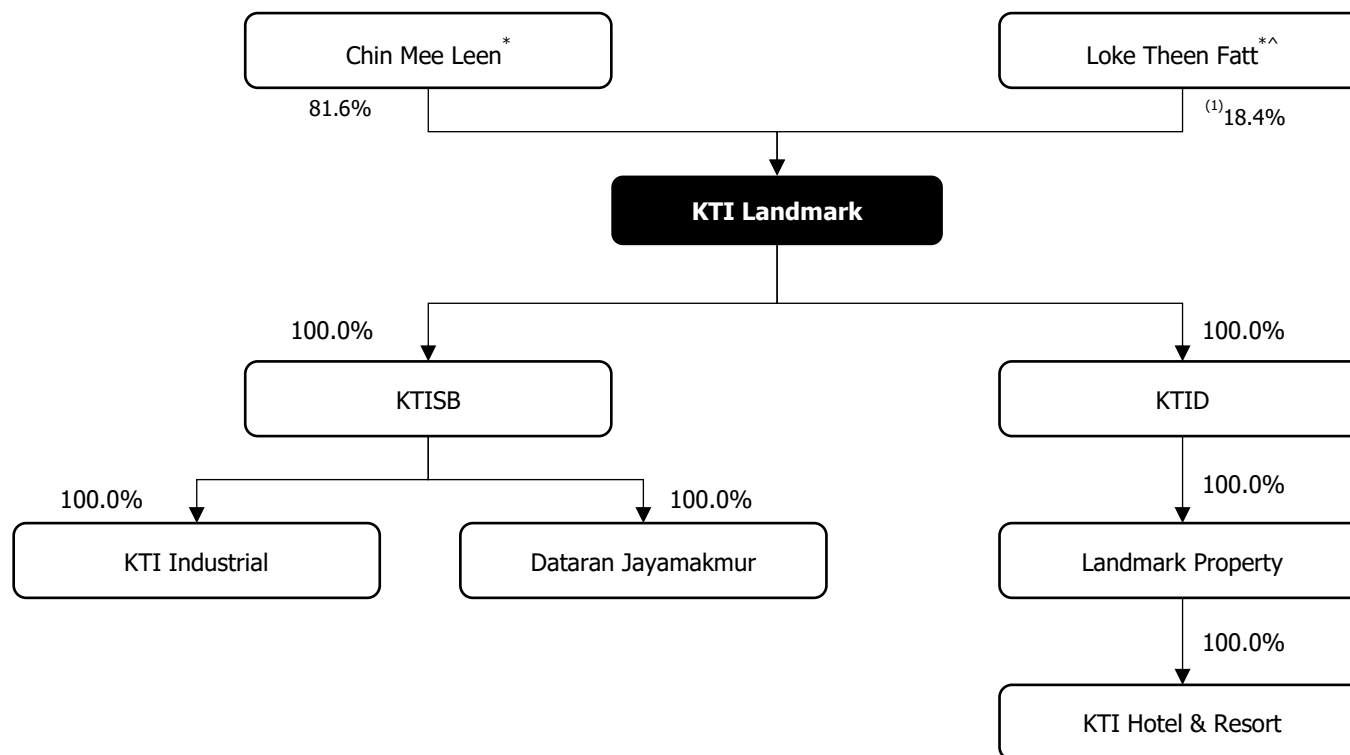 Chin Mee Leen*
Loke Theen Fatt*^
81.6%
(1)18.4%
KTI Landmark
100.0%
100.0%
KTISB
KTID
100.0%
100.0%
100.0%
KTI Industrial
Dataran Jayamakmur
Landmark Property
100.0%
KTI Hotel & Resort